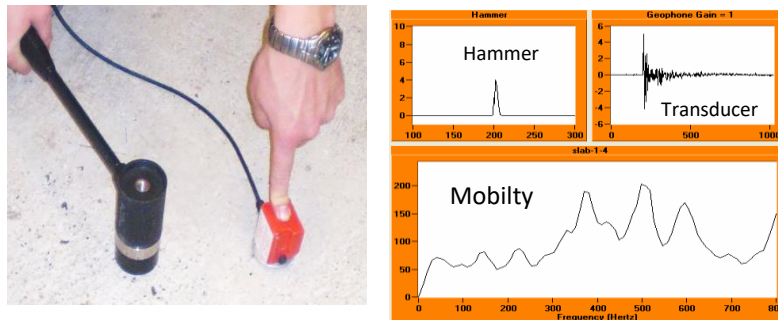 Hammer
10
8
6
4
2
0
100 200 300
Hammer
Geophone Gain = 1
6
4
2
0
-2
-4
-6
0 500 1000
Transducer
slab-1-4
200
150
100
50
0
0 100 200 300 400 500 600 700 800
Mobilty
Frequency (Hertz)